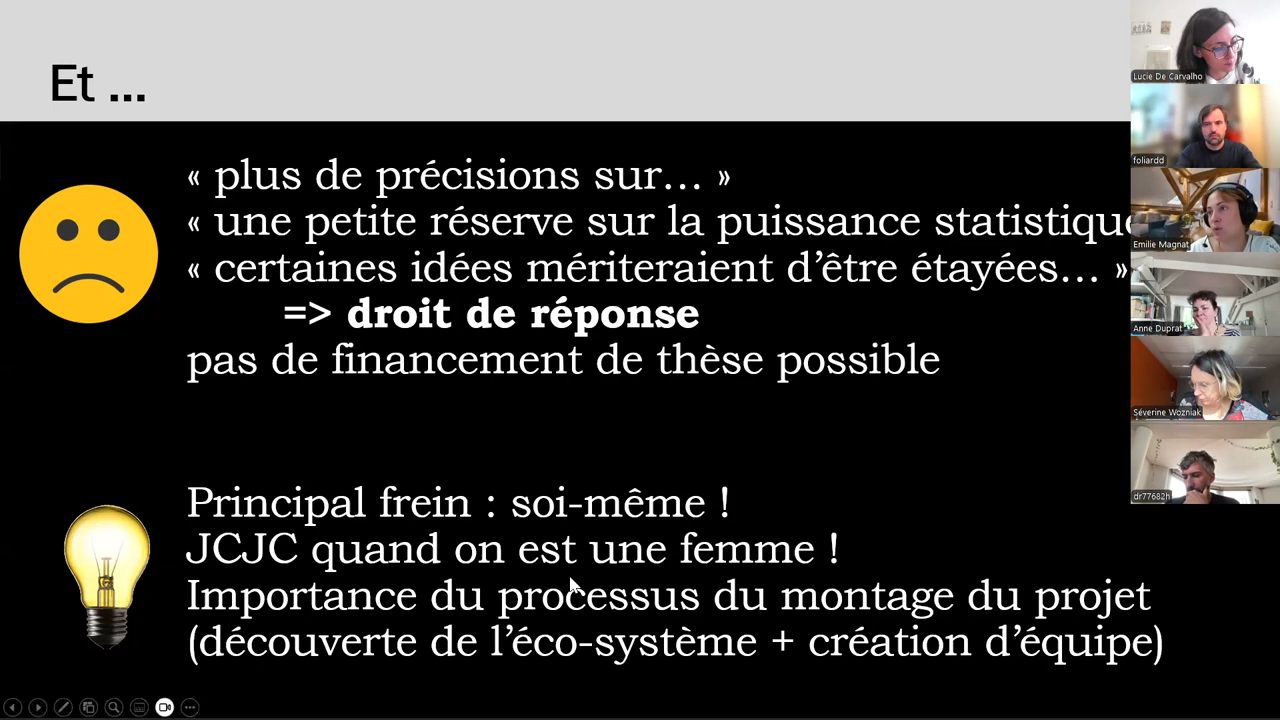 Et ...
« plus de précisions sur... »
« une petite réserve sur la puissance statistique
« certaines idées mériteraient d'être étayées... »
=> droit de réponse
pas de financement de thèse possible
Principal frein : soi-même !
JCJC quand on est une femme !
Importance du processus du montage du projet
(découverte de l'éco-système + création d'équipe)
Lucie De Carvalho
foliardd
Emilie Magnat
Anne Duprat
Séverine Wozniak
dr77682h